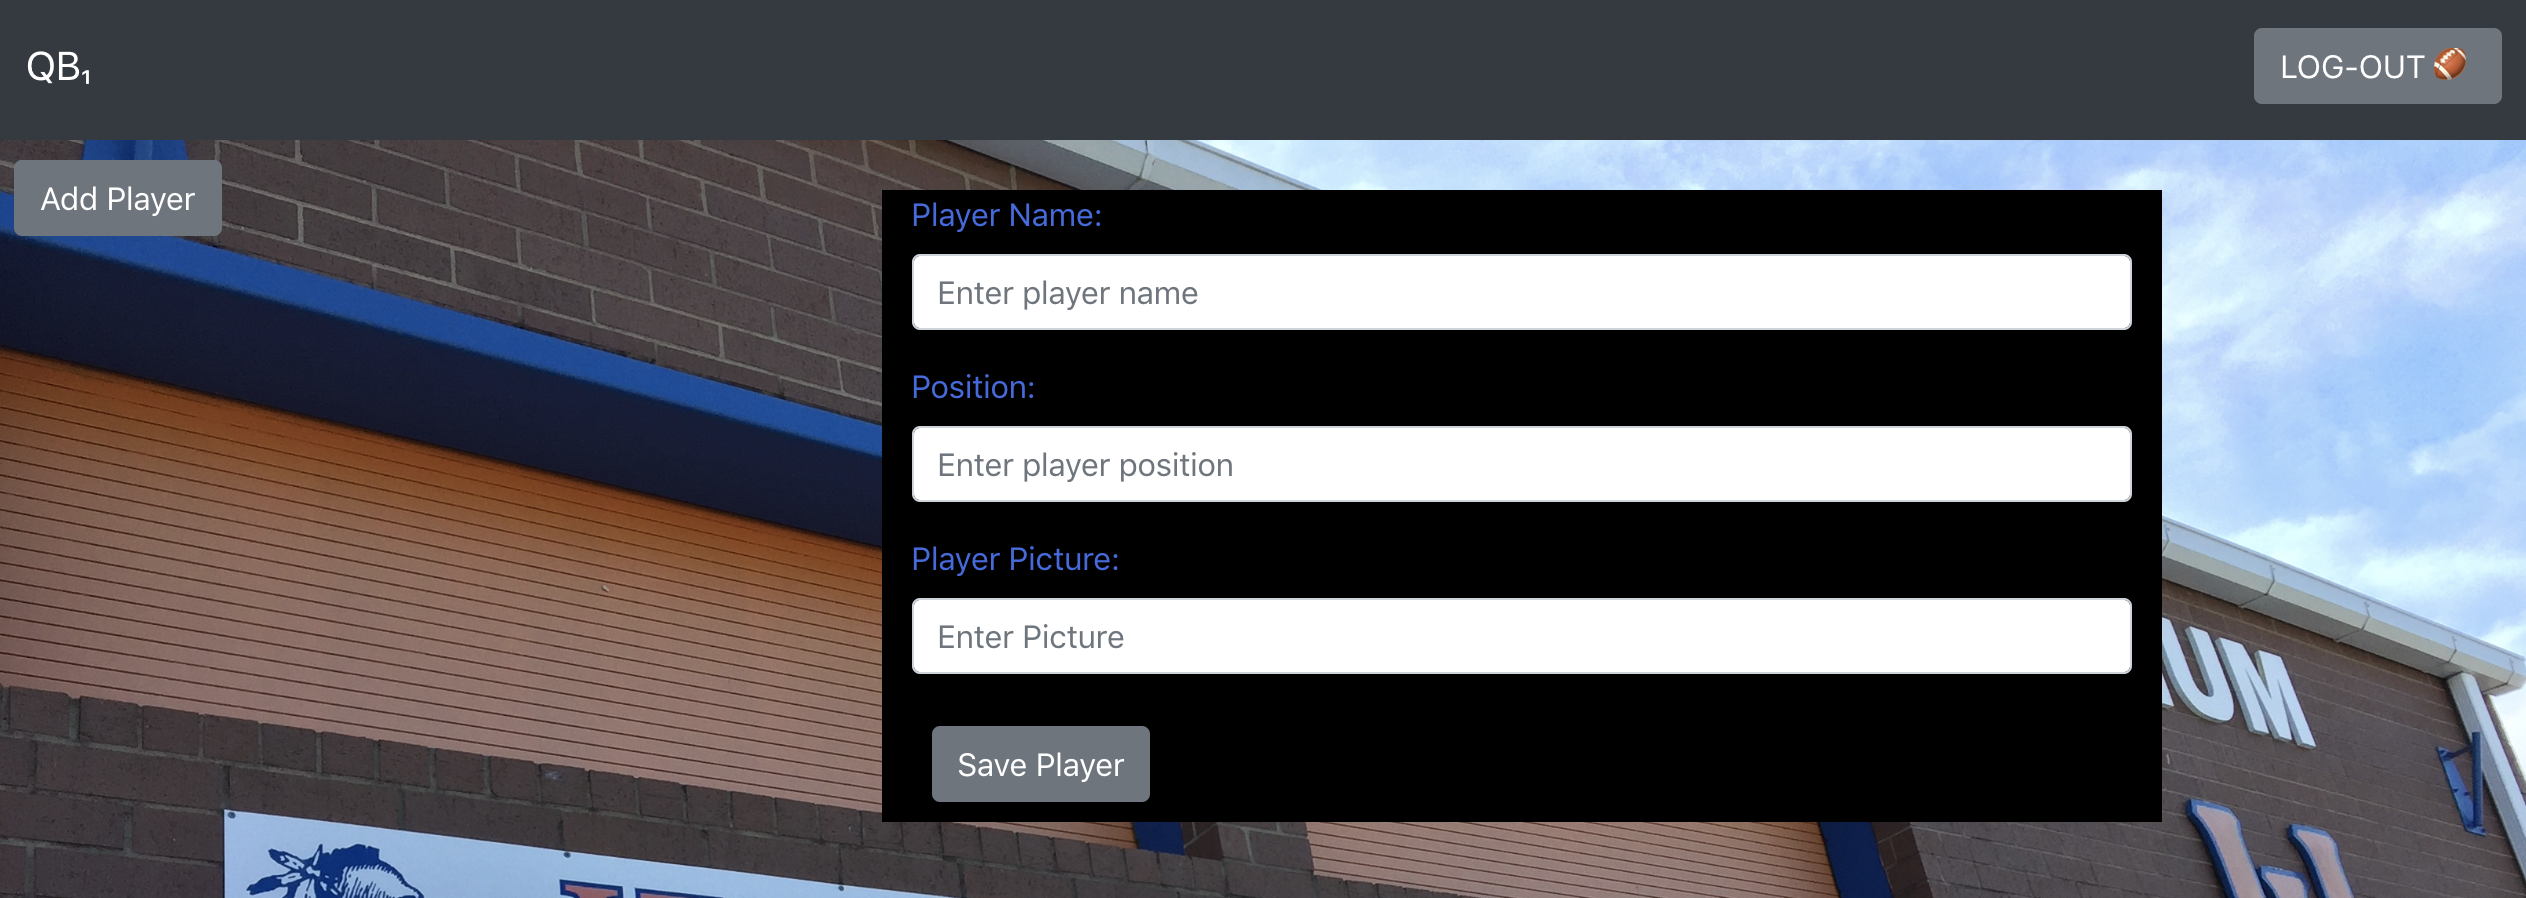 QB₁
LOG-OUT 🏈
Add Player
Player Name:
Enter player name
Position:
Enter player position
Player Picture:
Enter Picture
Save Player
UM